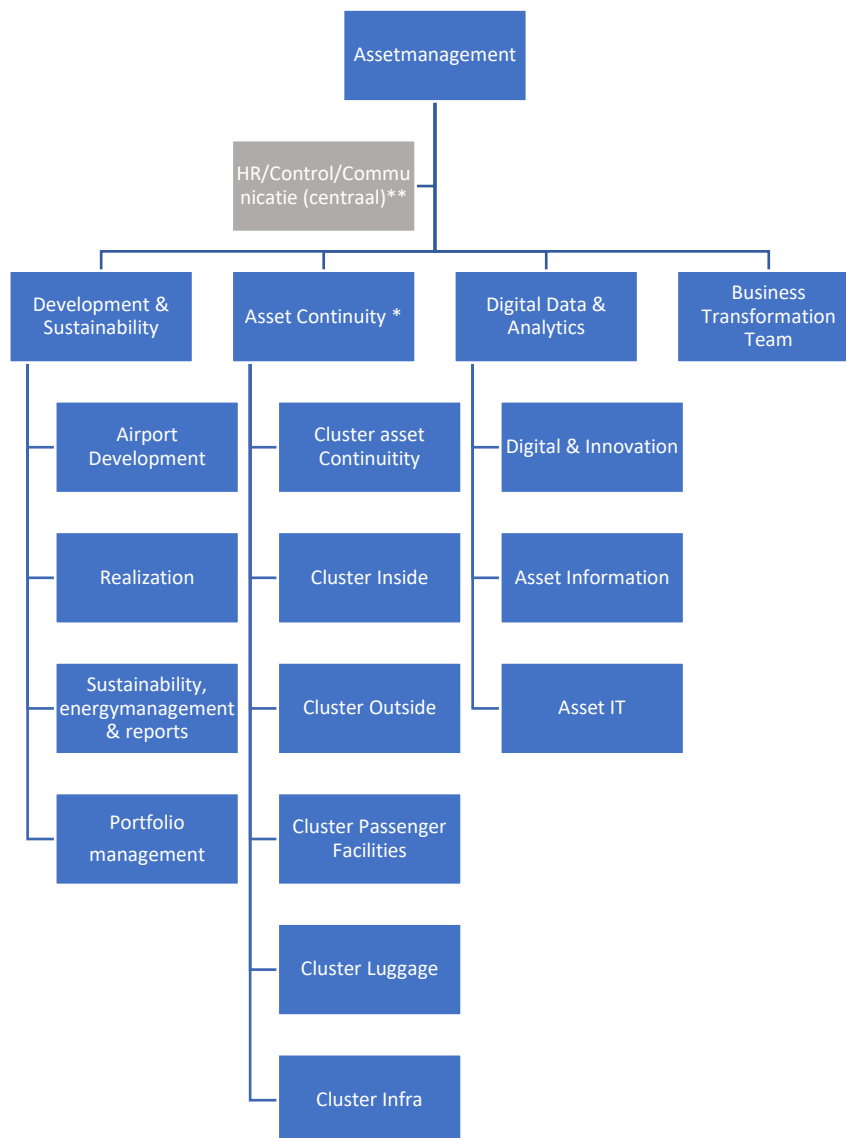 Assetmanagement
HR/Control/Commu
nicatie (centraal)**
Development &
Sustainability
Asset Continuity *
Digital Data &
Analytics
Business
Transformation
Team
Airport
Development
Realization
Sustainability,
energymanagement
& reports
Portfolio
management
Cluster asset
Continuitity
Cluster Inside
Cluster Outside
Cluster Passenger
Facilities
Cluster Luggage
Cluster Infra
Digital & Innovation
Asset Information
Asset IT